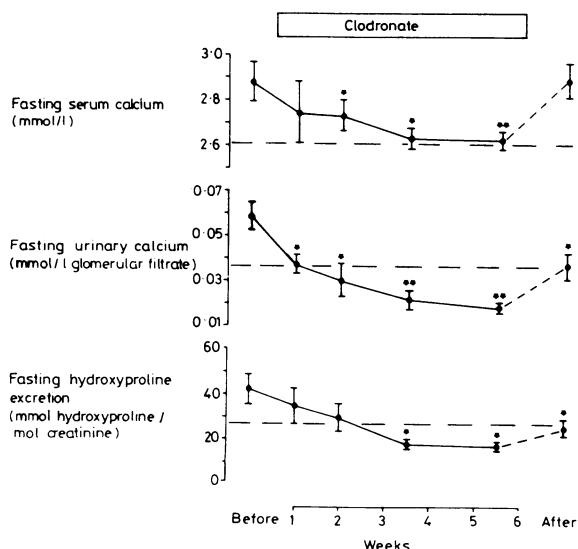 Clodronate
3·0
Fasting serum calcium
(mmol/l)
2·8
2·6
*
*
**
0·07
0·05
Fasting urinary calcium
(mmol/l glomerular filtrate)
0·03
0·01
*
*
**
**
*
60
Fasting hydroxyproline
excretion
(mmol hydroxyproline/
mol creatinine)
40
20
0
*
*
*
Before 1 2 3 4 5 6 After
Weeks